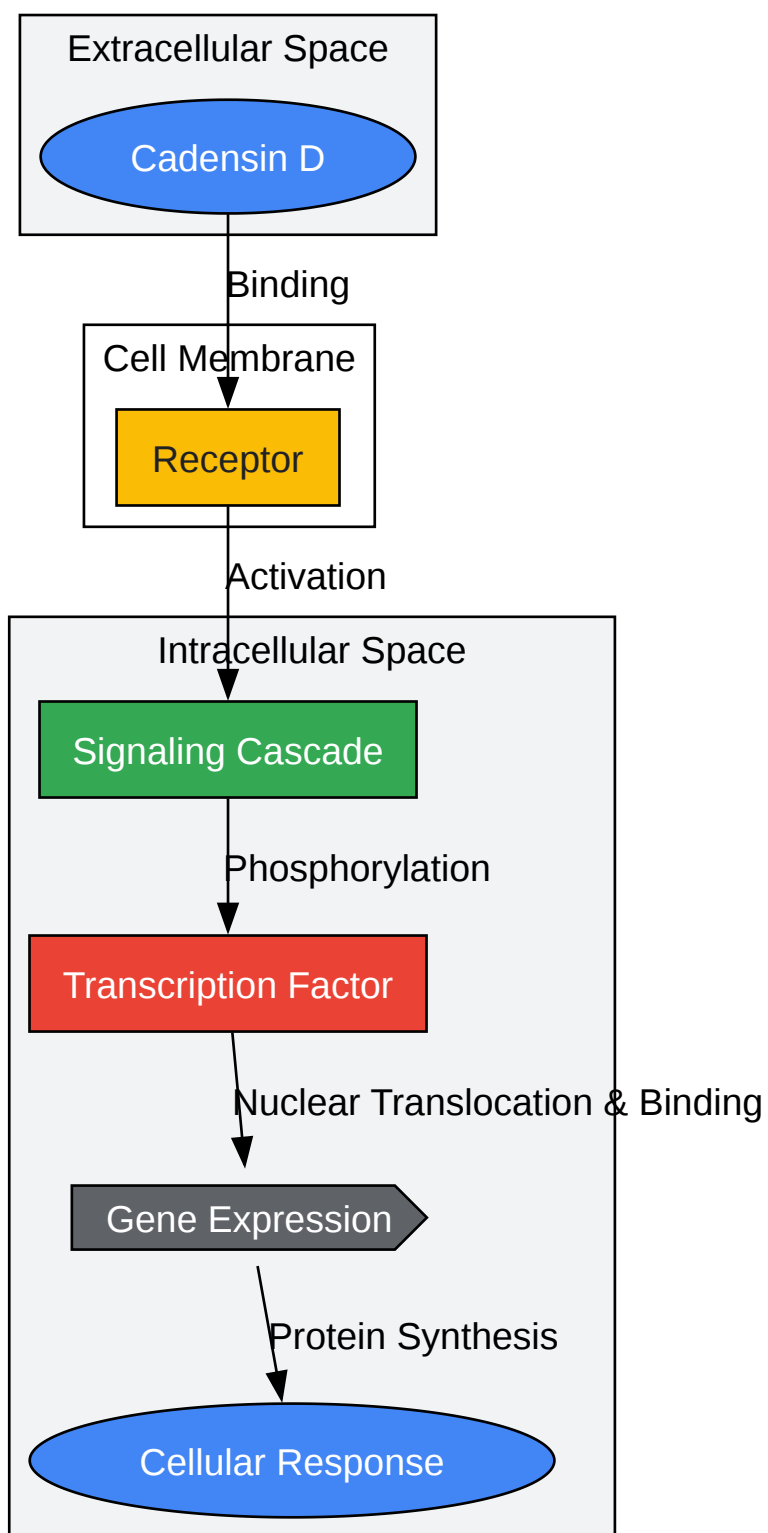 Extracellular Space
Cadensin D
Binding
Cell Membrane
Receptor
Activation
Intracellular Space
Signaling Cascade
Phosphorylation
Transcription Factor
Nuclear Translocation & Binding
Gene Expression
Protein Synthesis
Cellular Response